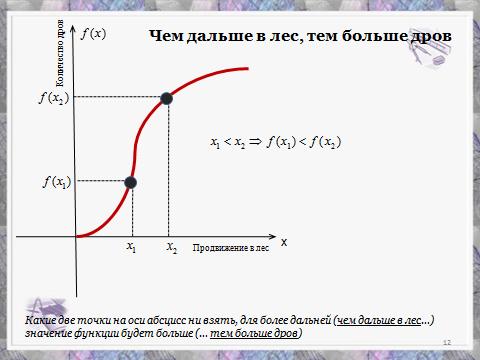 Чем дальше в лес, тем больше дров
Количество дров
f(x)
f(x₂)
x₁ < x₂ ⇒ f(x₁) < f(x₂)
f(x₁)
x₁
x₂
Продвижение в лес
x
Какие две точки на оси абсцисс ни взять, для более дальней (чем дальше в лес…)
значение функции будет больше (… тем больше дров)
12